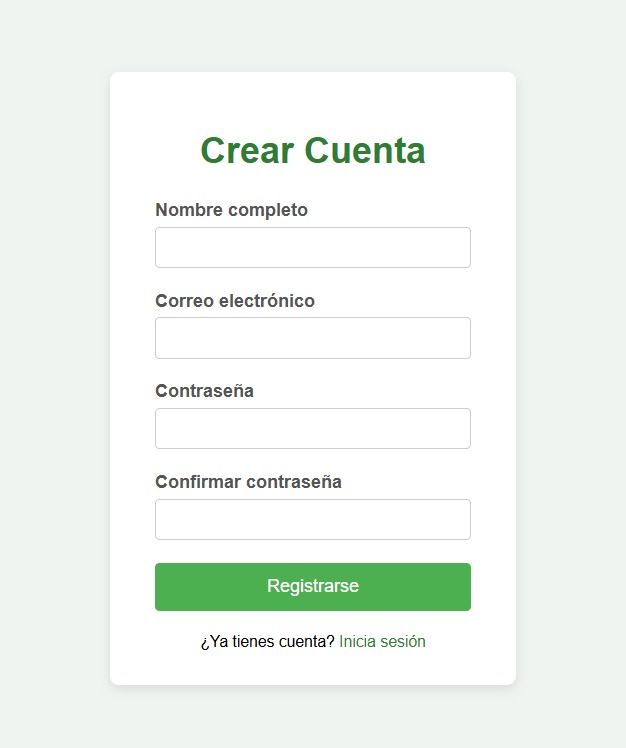 Crear Cuenta
Nombre completo
Correo electrónico
Contraseña
Confirmar contraseña
Registrarse
¿Ya tienes cuenta? Inicia sesión